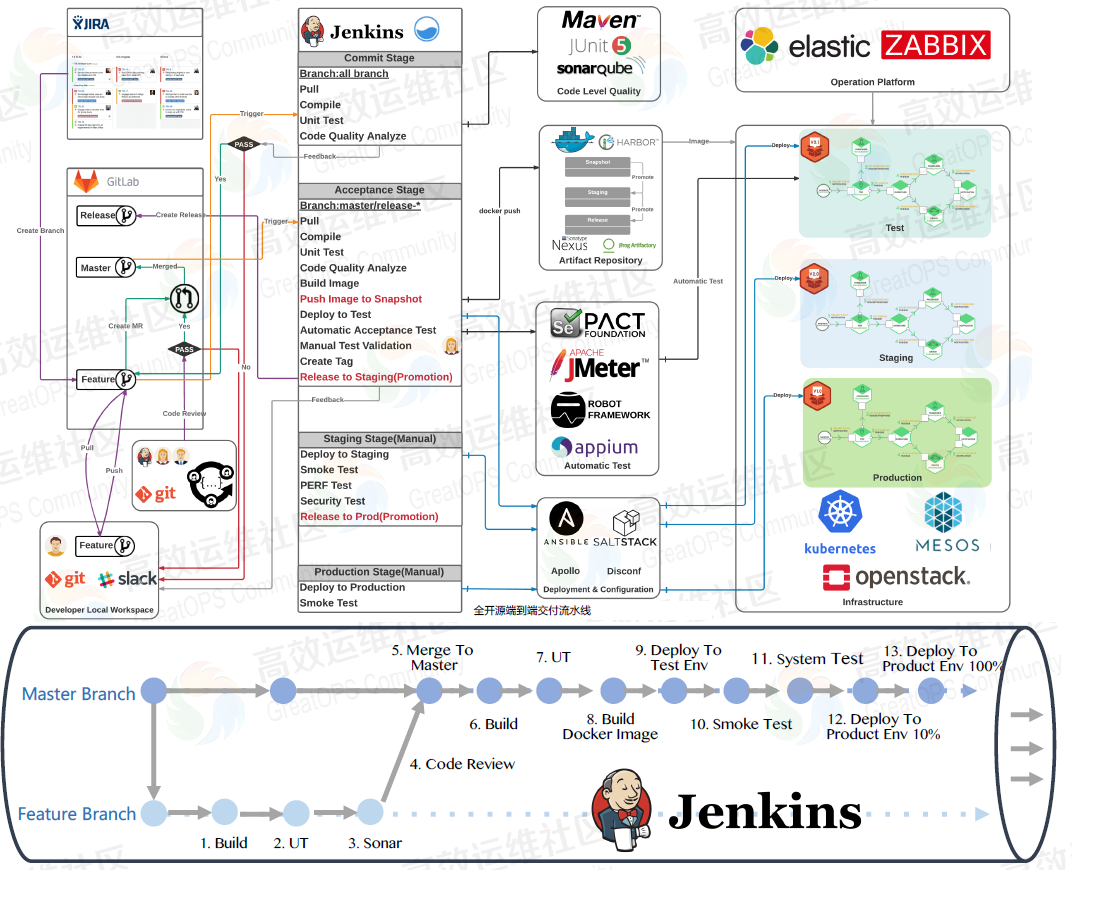 JIRA
Jenkins
Commit Stage
Branch:all branch
Pull
Compile
Unit Test
Code Quality Analyze
Maven™
JUnit 5
sonarqube
Code Level Quality
elastic
ZABBIX
Operation Platform
Trigger
PASS
Feedback
Yes
GitLab
Release
Create Release
Create Branch
Master
Merged
Trigger
Create MR
Yes
PASS
No
Feature
Code Review
Pull
Push
git
Feature
git
slack
Developer Local Workspace
Acceptance Stage
Branch:master/release-*
Pull
Compile
Unit Test
Code Quality Analyze
Build Image
Push Image to Snapshot
Deploy to Test
Automatic Acceptance Test
Manual Test Validation
Create Tag
Release to Staging(Promotion)
Feedback
Staging Stage(Manual)
Deploy to Staging
Smoke Test
PERF Test
Security Test
Release to Prod(Promotion)
Production Stage(Manual)
Deploy to Production
Smoke Test
docker push
docker
HARBOR
Snapshot
Promote
Staging
Promote
Release
Sonatype
Nexus
jfrog Artifactory
Artifact Repository
Image
Se
PACT
FOUNDATION
APACHE
JMeter™
ROBOT
FRAMEWORK
appium
Automatic Test
Automatic Test
ANSIBLE
SALTSTACK
Apollo
Disconf
Deployment & Configuration
Deploy
Test
Deploy
V2.0
Staging
Deploy
V1.0
Production
kubernetes
MESOS
openstack.
Infrastructure
全开源端到端交付流水线
Master Branch
5. Merge To
Master
6. Build
7. UT
8. Build
Docker Image
9. Deploy To
Test Env
10. Smoke Test
11. System Test
12. Deploy To
Product Env 10%
13. Deploy To
Product Env 100%
4. Code Review
Feature Branch
1. Build
2. UT
3. Sonar
Jenkins
高效运维社区
GreatOPS Community